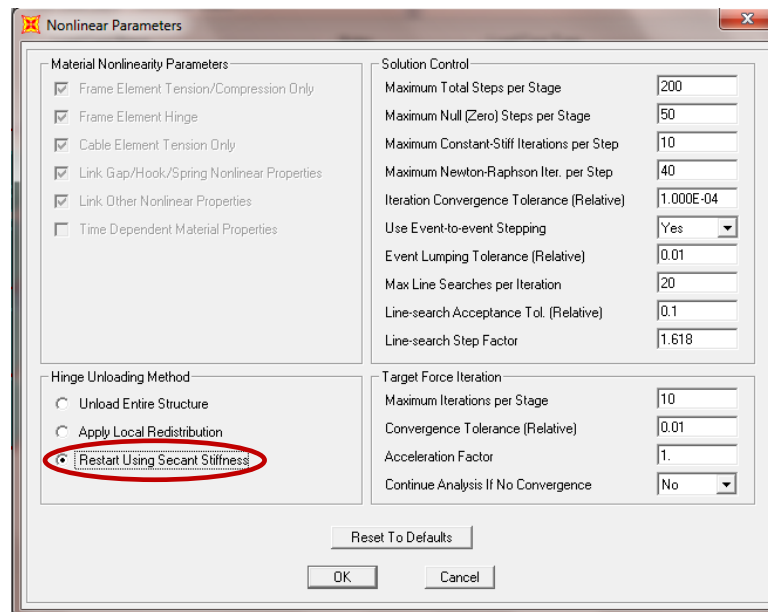 Nonlinear Parameters
Material Nonlinearity Parameters
Frame Element Tension/Compression Only
Frame Element Hinge
Cable Element Tension Only
Link Gap/Hook/Spring Nonlinear Properties
Link Other Nonlinear Properties
Time Dependent Material Properties
Solution Control
Maximum Total Steps per Stage 200
Maximum Null (Zero) Steps per Stage 50
Maximum Constant-Stiff Iterations per Step 10
Maximum Newton-Raphson Iter. per Step 40
Iteration Convergence Tolerance (Relative) 1.000E-04
Use Event-to-event Stepping Yes
Event Lumping Tolerance (Relative) 0.01
Max Line Searches per Iteration 20
Line-search Acceptance Tol. (Relative) 0.1
Line-search Step Factor 1.618
Hinge Unloading Method
Unload Entire Structure
Apply Local Redistribution
Restart Using Secant Stiffness
Target Force Iteration
Maximum Iterations per Stage 10
Convergence Tolerance (Relative) 0.01
Acceleration Factor 1.
Continue Analysis If No Convergence No
Reset To Defaults
OK Cancel